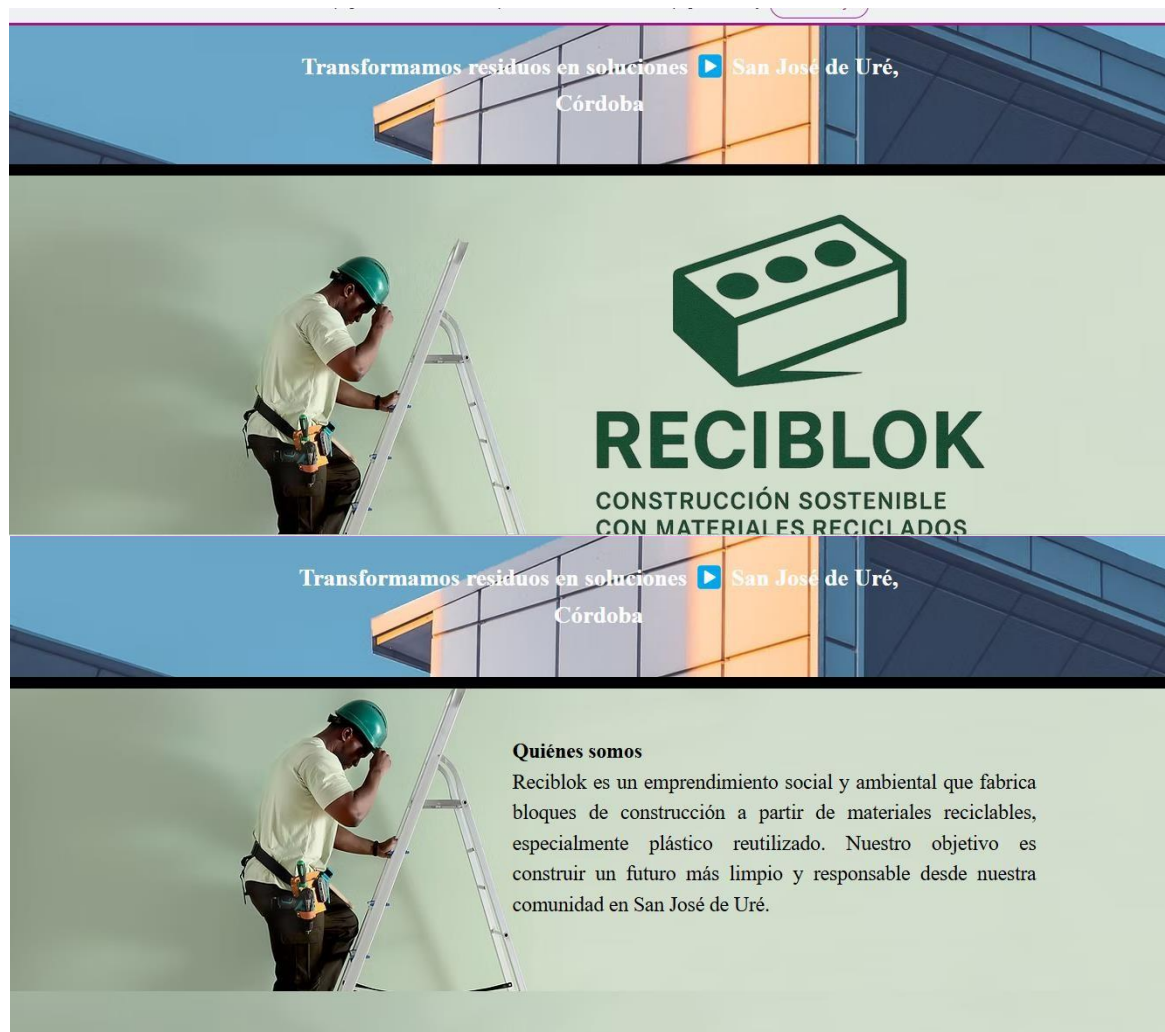 Transformamos residuos en soluciones ▶ San José de Uré,
Córdoba
RECIBLOK
CONSTRUCCIÓN SOSTENIBLE
CON MATERIALES RECICLADOS
Transformamos residuos en soluciones ▶ San José de Uré,
Córdoba
Quiénes somos
Reciblok es un emprendimiento social y ambiental que fabrica
bloques de construcción a partir de materiales reciclables,
especialmente plástico reutilizado. Nuestro objetivo es
construir un futuro más limpio y responsable desde nuestra
comunidad en San José de Uré.